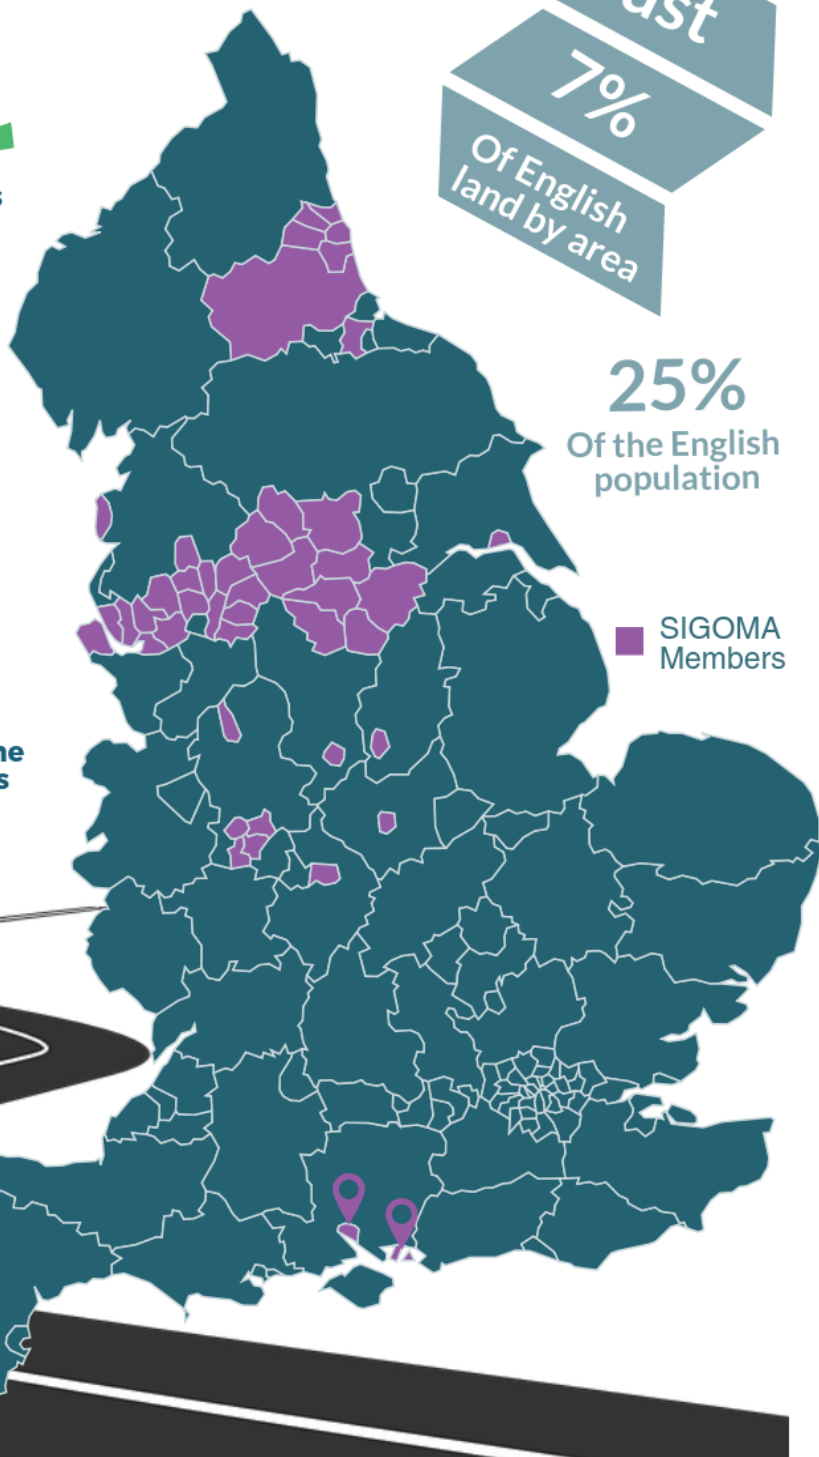 7%
Of English
land by area
25%
Of the English
population
SIGOMA
Members